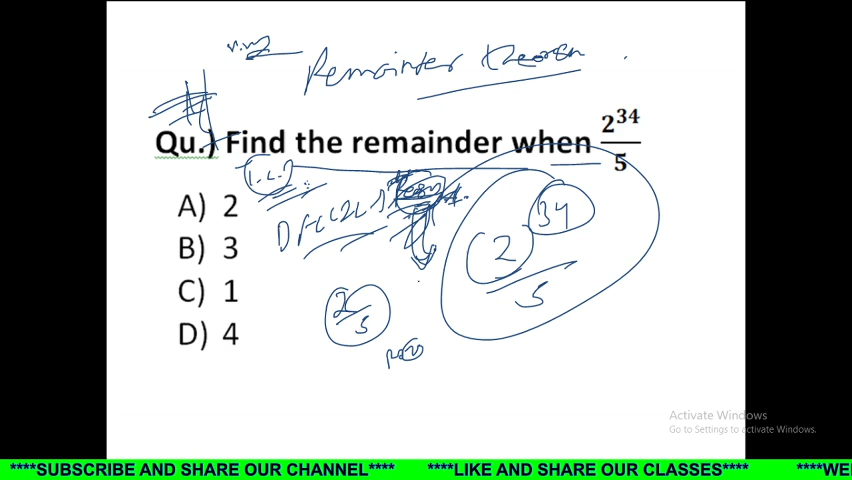 Remainder theorem
Qu.) Find the remainder when 2^34/5
A) 2
B) 3
C) 1
D) 4
2^34/5
2/5
Activate Windows
Go to Settings to activate Windows.
****SUBSCRIBE AND SHARE OUR CHANNEL**** ****LIKE AND SHARE OUR CLASSES**** ****WEL